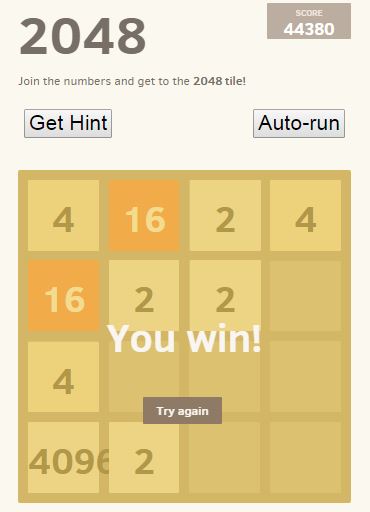 2048
SCORE
44380
Join the numbers and get to the 2048 tile!
Get Hint
Auto-run
4 16 2 4
16 2 2
You win!
4
Try again
4096 2